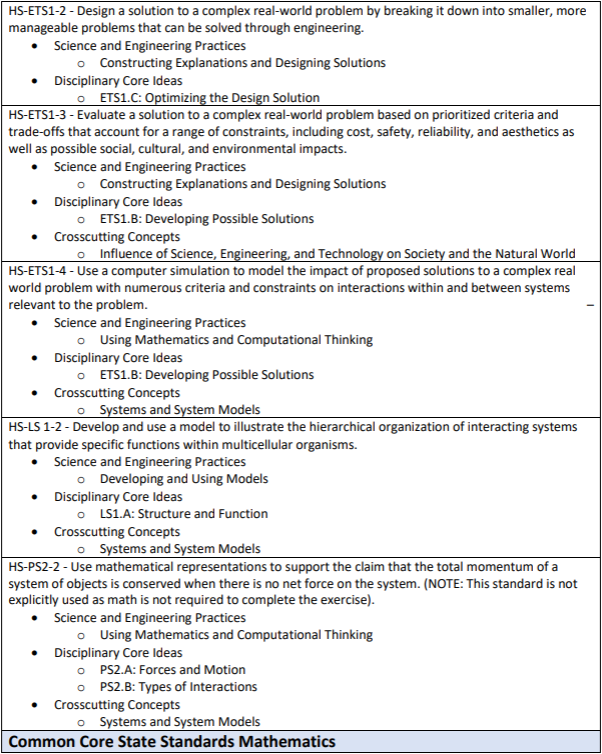 HS-ETS1-2 - Design a solution to a complex real-world problem by breaking it down into smaller, more
manageable problems that can be solved through engineering.
• Science and Engineering Practices
o Constructing Explanations and Designing Solutions
• Disciplinary Core Ideas
o ETS1.C: Optimizing the Design Solution
HS-ETS1-3 - Evaluate a solution to a complex real-world problem based on prioritized criteria and
trade-offs that account for a range of constraints, including cost, safety, reliability, and aesthetics as
well as possible social, cultural, and environmental impacts.
• Science and Engineering Practices
o Constructing Explanations and Designing Solutions
• Disciplinary Core Ideas
o ETS1.B: Developing Possible Solutions
• Crosscutting Concepts
o Influence of Science, Engineering, and Technology on Society and the Natural World
HS-ETS1-4 - Use a computer simulation to model the impact of proposed solutions to a complex real
world problem with numerous criteria and constraints on interactions within and between systems
relevant to the problem. –
• Science and Engineering Practices
o Using Mathematics and Computational Thinking
• Disciplinary Core Ideas
o ETS1.B: Developing Possible Solutions
• Crosscutting Concepts
o Systems and System Models
HS-LS 1-2 - Develop and use a model to illustrate the hierarchical organization of interacting systems
that provide specific functions within multicellular organisms.
• Science and Engineering Practices
o Developing and Using Models
• Disciplinary Core Ideas
o LS1.A: Structure and Function
• Crosscutting Concepts
o Systems and System Models
HS-PS2-2 - Use mathematical representations to support the claim that the total momentum of a
system of objects is conserved when there is no net force on the system. (NOTE: This standard is not
explicitly used as math is not required to complete the exercise).
• Science and Engineering Practices
o Using Mathematics and Computational Thinking
• Disciplinary Core Ideas
o PS2.A: Forces and Motion
o PS2.B: Types of Interactions
• Crosscutting Concepts
o Systems and System Models
Common Core State Standards Mathematics